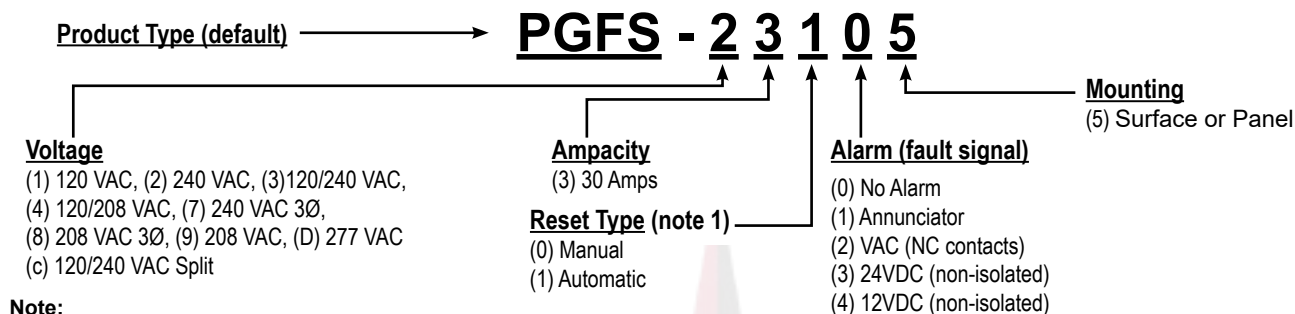 Product Type (default)
PGFS - 2 3 1 0 5
Mounting
(5) Surface or Panel
Voltage
(1) 120 VAC, (2) 240 VAC, (3)120/240 VAC,
(4) 120/208 VAC, (7) 240 VAC 3Ø,
(8) 208 VAC 3Ø, (9) 208 VAC, (D) 277 VAC
(c) 120/240 VAC Split
Ampacity
(3) 30 Amps
Reset Type (note 1)
(0) Manual
(1) Automatic
Alarm (fault signal)
(0) No Alarm
(1) Annunciator
(2) VAC (NC contacts)
(3) 24VDC (non-isolated)
(4) 12VDC (non-isolated)
Note: